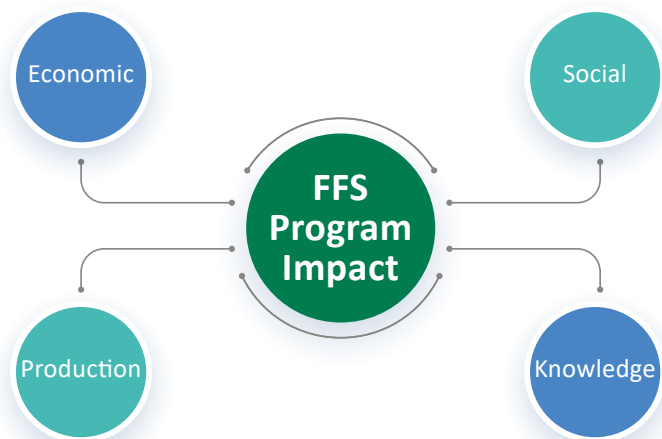 Economic
Social
FFS
Program
Impact
Production
Knowledge